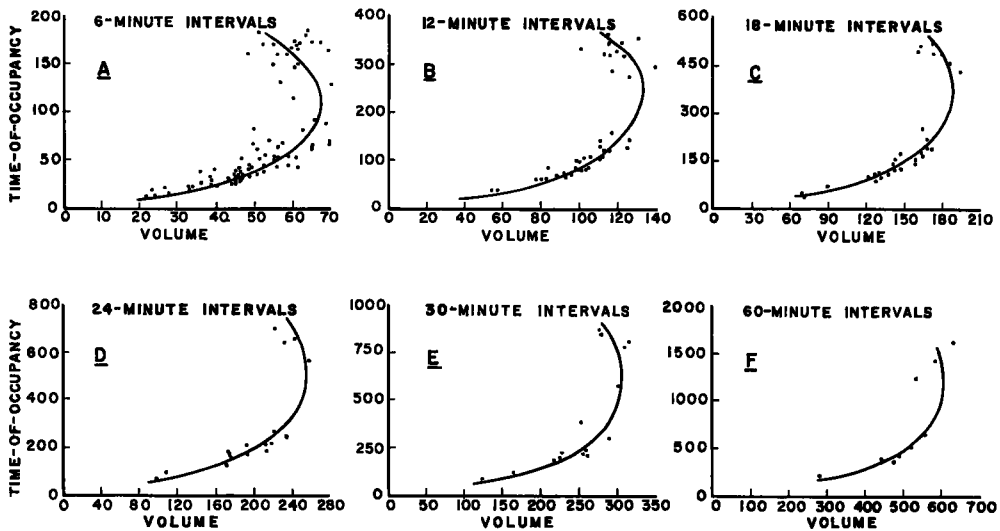 6-MINUTE INTERVALS
A
TIME-OF-OCCUPANCY
200
150
100
50
0
0 10 20 30 40 50 60 70
VOLUME
12-MINUTE INTERVALS
B
400
300
200
100
0
0 20 40 60 80 100 120 140
VOLUME
18-MINUTE INTERVALS
C
600
450
300
150
0
0 30 60 90 120 150 180 210
VOLUME
24-MINUTE INTERVALS
D
TIME-OF-OCCUPANCY
800
600
400
200
0
0 40 80 120 160 200 240 280
VOLUME
30-MINUTE INTERVALS
E
1000
750
500
250
0
0 50 100 150 200 250 300 350
VOLUME
60-MINUTE INTERVALS
F
2000
1500
1000
500
0
0 100 200 300 400 500 600 700
VOLUME